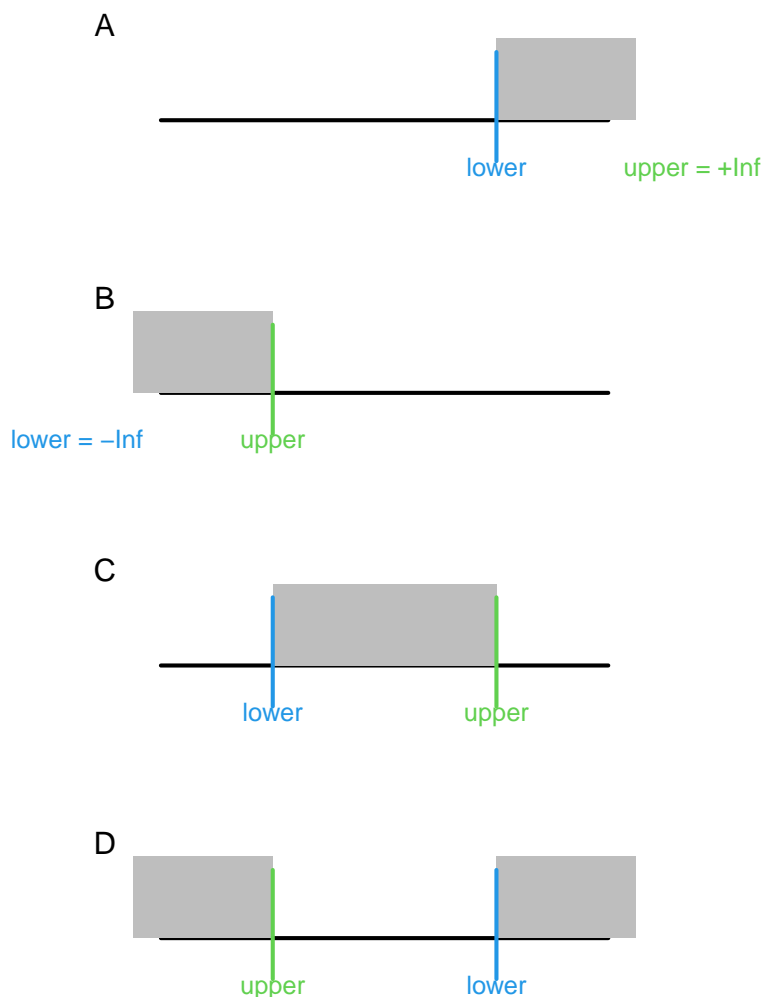 A
lower upper = +Inf
B
lower = −Inf upper
C
lower upper
D
upper lower